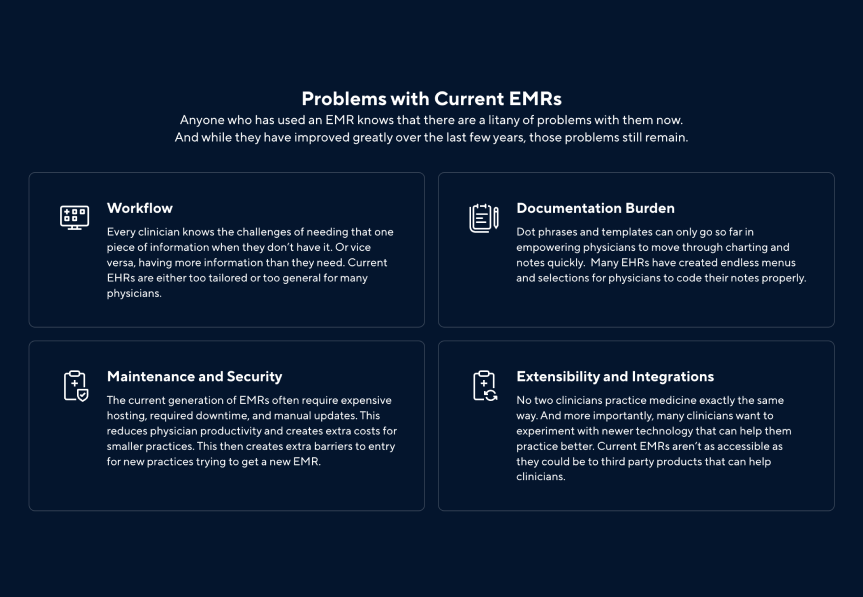 Problems with Current EMRs
Anyone who has used an EMR knows that there are a litany of problems with them now.
And while they have improved greatly over the last few years, those problems still remain.
Workflow
Every clinician knows the challenges of needing that one
piece of information when they don't have it. Or vice
versa, having more information than they need. Current
EHRs are either too tailored or too general for many
physicians.
Documentation Burden
Dot phrases and templates can only go so far in
empowering physicians to move through charting and
notes quickly.  Many EHRs have created endless menus
and selections for physicians to code their notes properly.
Maintenance and Security
The current generation of EMRs often require expensive
hosting, required downtime, and manual updates. This
reduces physician productivity and creates extra costs for
smaller practices. This then creates extra barriers to entry
for new practices trying to get a new EMR.
Extensibility and Integrations
No two clinicians practice medicine exactly the same
way. And more importantly, many clinicians want to
experiment with newer technology that can help them
practice better. Current EMRs aren't as accessible as
they could be to third party products that can help
clinicians.